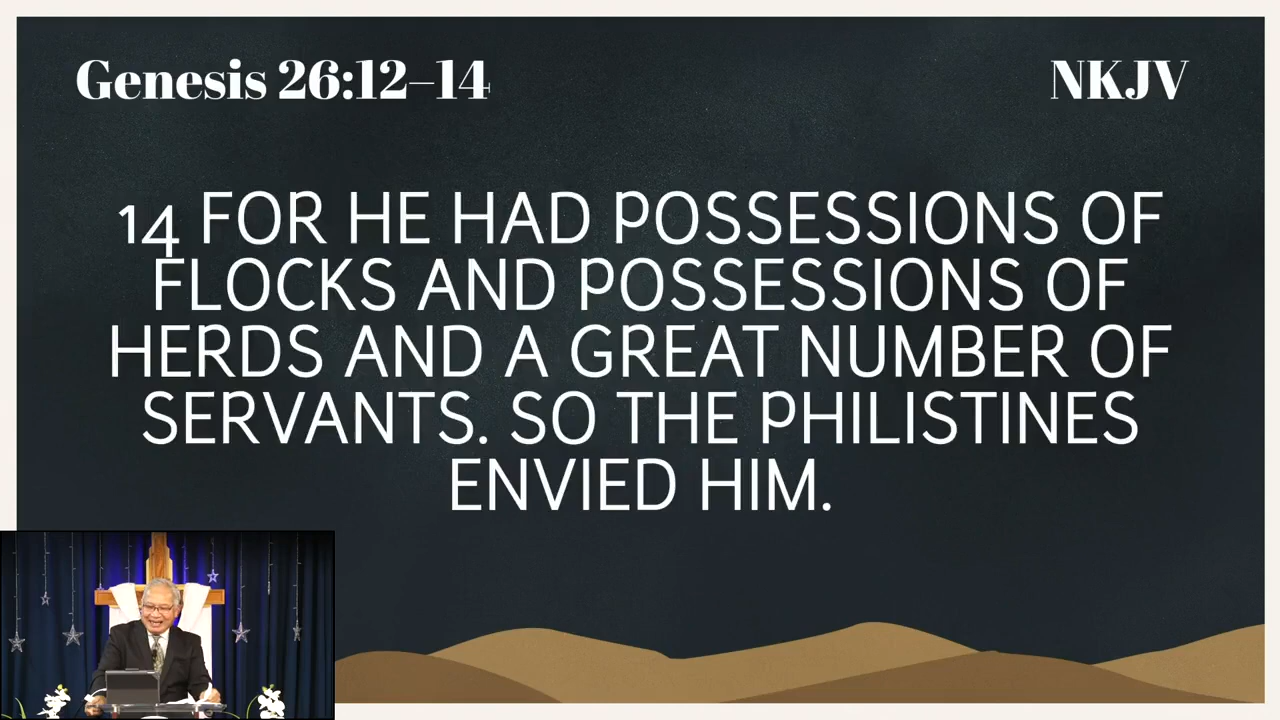 Genesis 26:12–14
NKJV
14 FOR HE HAD POSSESSIONS OF
FLOCKS AND POSSESSIONS OF
HERDS AND A GREAT NUMBER OF
SERVANTS. SO THE PHILISTINES
ENVIED HIM.